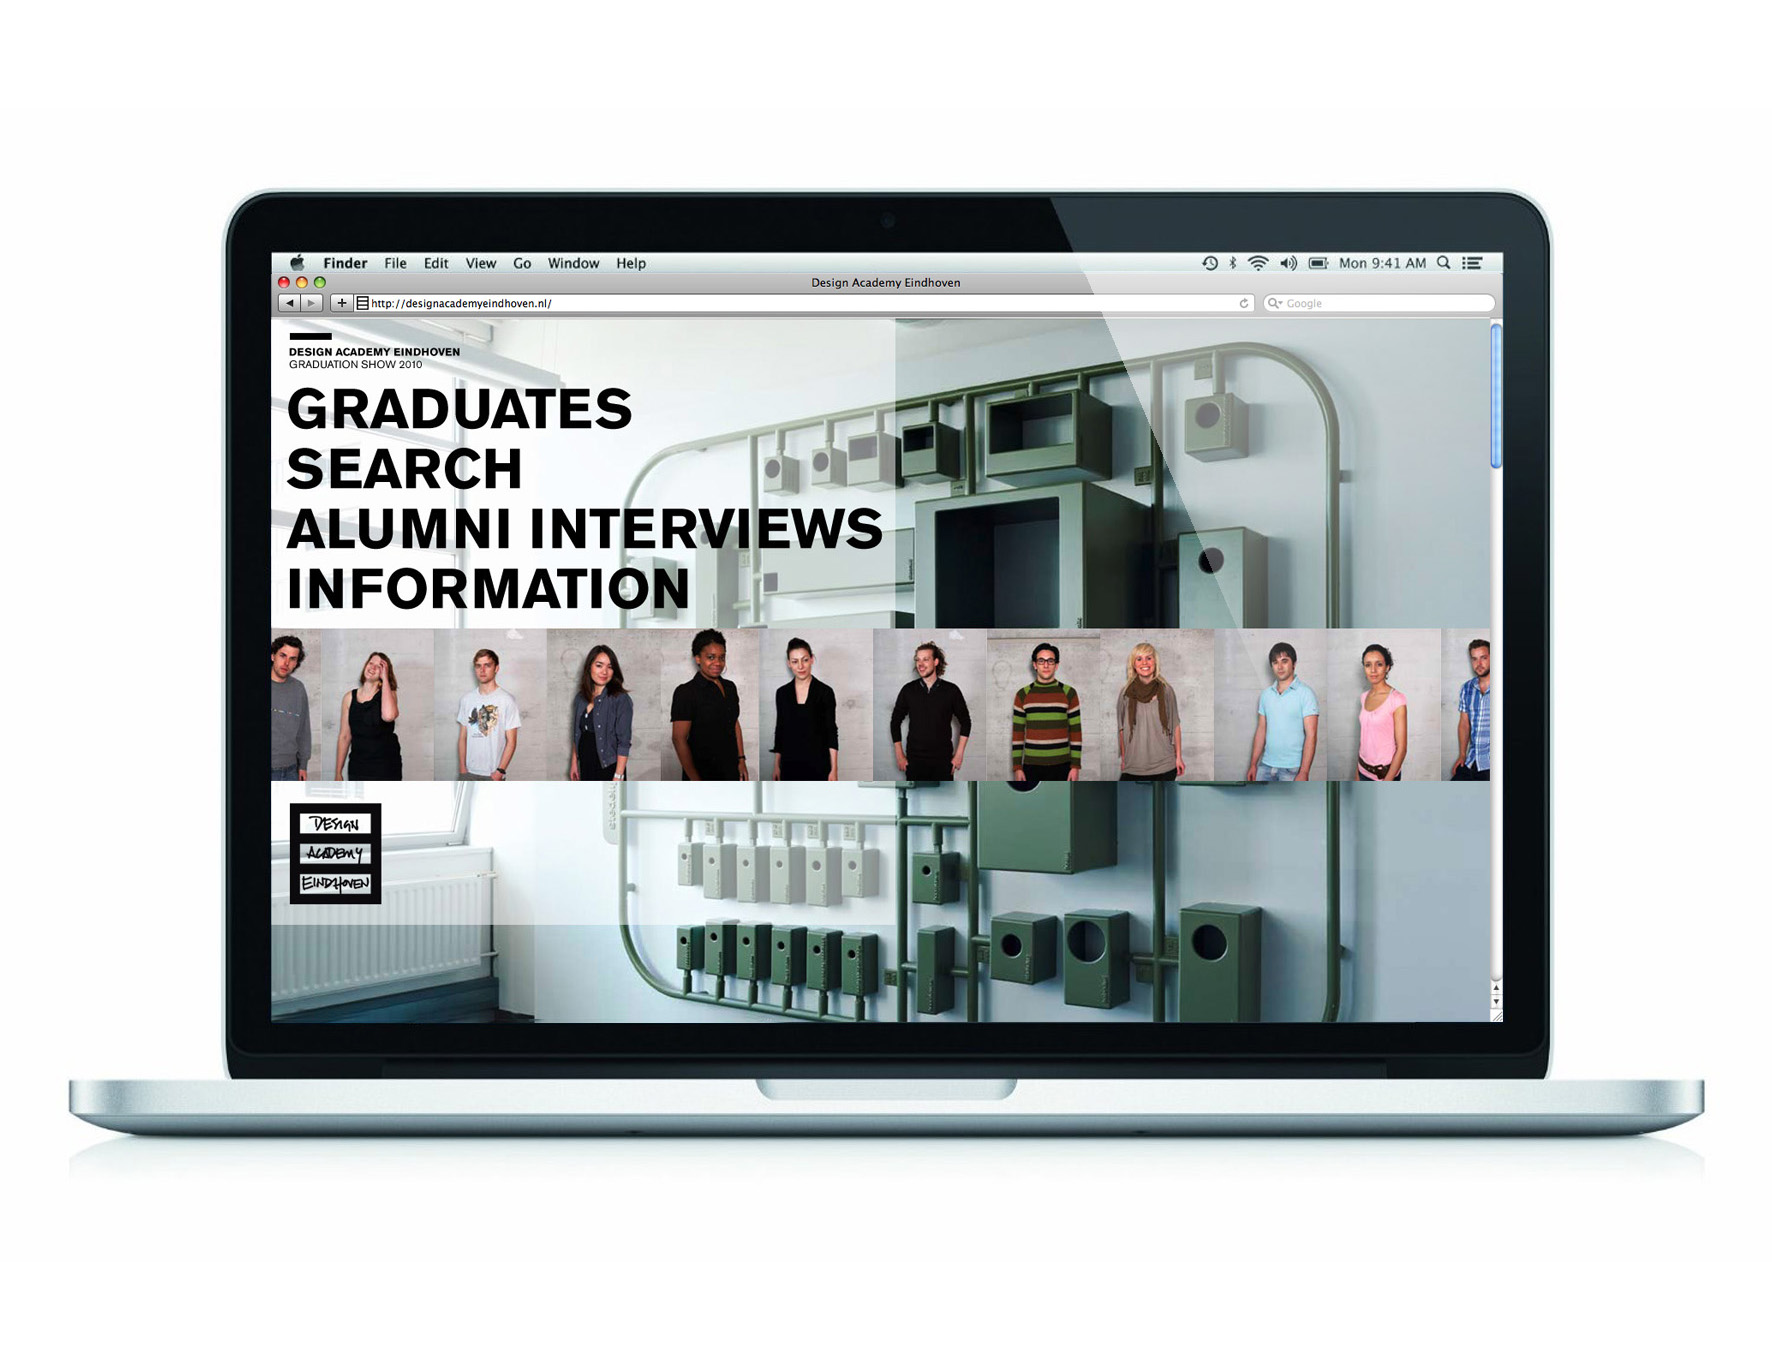 Finder File Edit View Go Window Help
Mon 9:41 AM
Design Academy Eindhoven
http://designacademyeindhoven.nl/
Google
DESIGN ACADEMY EINDHOVEN
GRADUATION SHOW 2010
GRADUATES
SEARCH
ALUMNI INTERVIEWS
INFORMATION
DESIGN
ACADEMY
EINDHOVEN